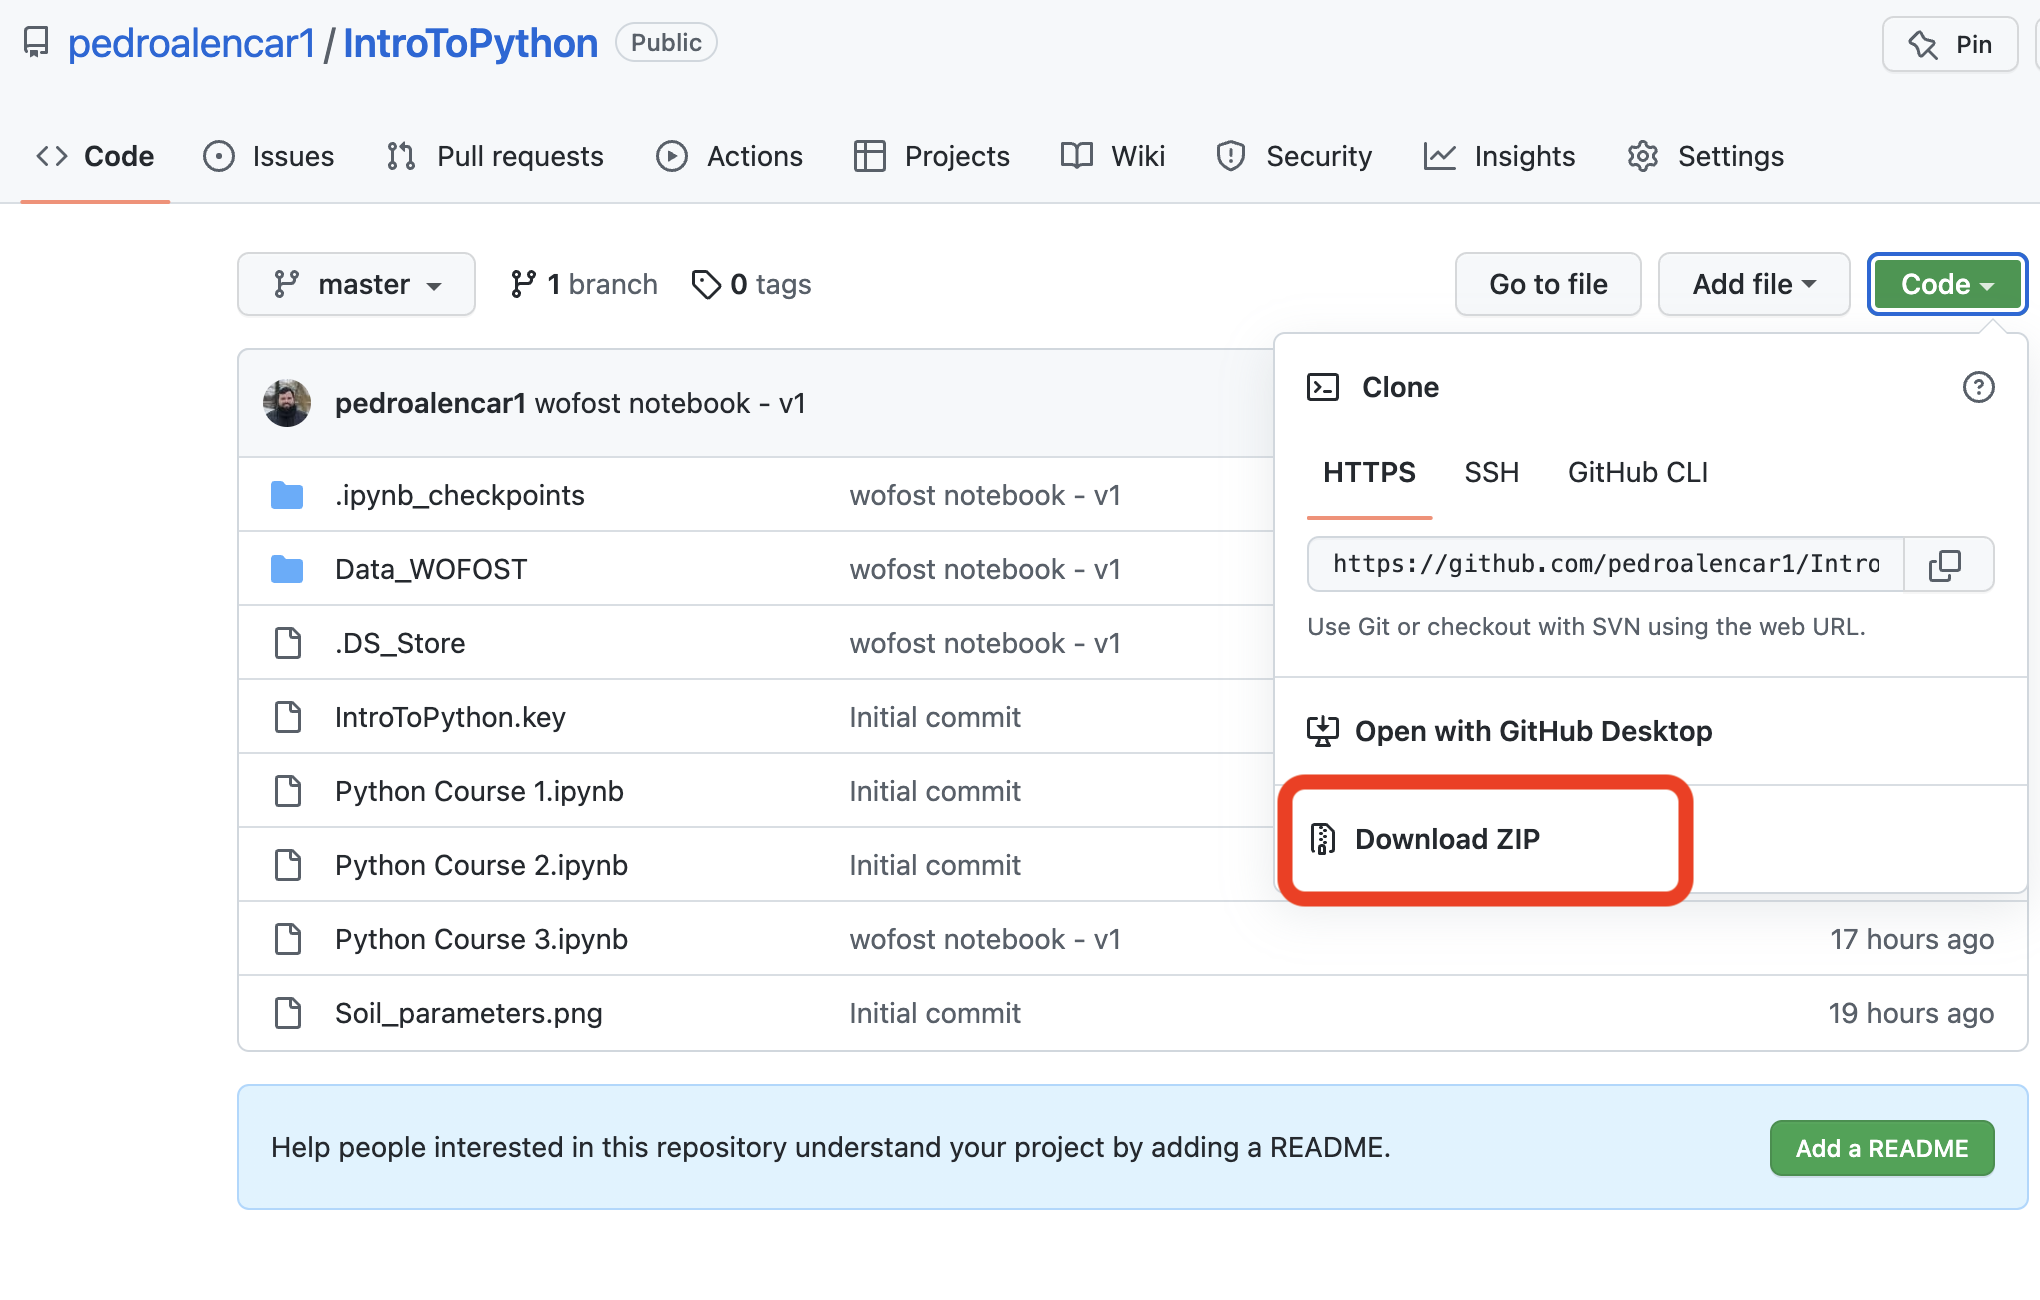 pedroalencar1 / IntroToPython Public Pin
Code Issues Pull requests Actions Projects Wiki Security Insights Settings
master 1 branch 0 tags Go to file Add file Code
pedroalencar1 wofost notebook - v1
Clone
HTTPS SSH GitHub CLI
https://github.com/pedroalencar1/Intro
Use Git or checkout with SVN using the web URL.
Open with GitHub Desktop
Download ZIP
.ipynb_checkpoints wofost notebook - v1
Data_WOFOST wofost notebook - v1
.DS_Store wofost notebook - v1
IntroToPython.key Initial commit
Python Course 1.ipynb Initial commit
Python Course 2.ipynb Initial commit
Python Course 3.ipynb wofost notebook - v1 17 hours ago
Soil_parameters.png Initial commit 19 hours ago
Help people interested in this repository understand your project by adding a README. Add a README